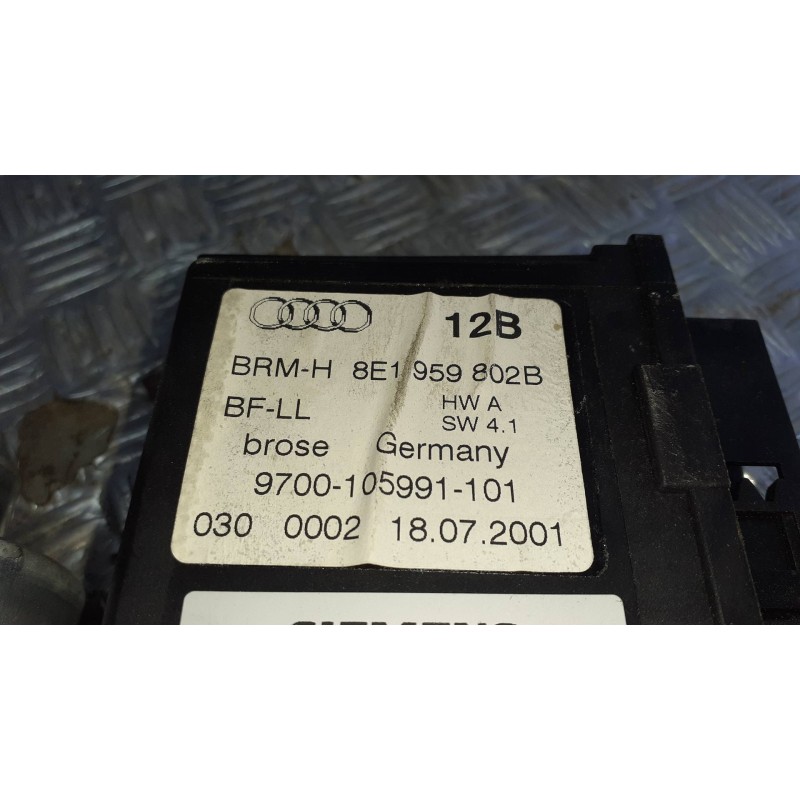 12B
BRM-H 8E1 959 802B
BF-LL HW A
SW 4.1
brose Germany
9700-105991-101
030 0002 18.07.2001
SIEMENS